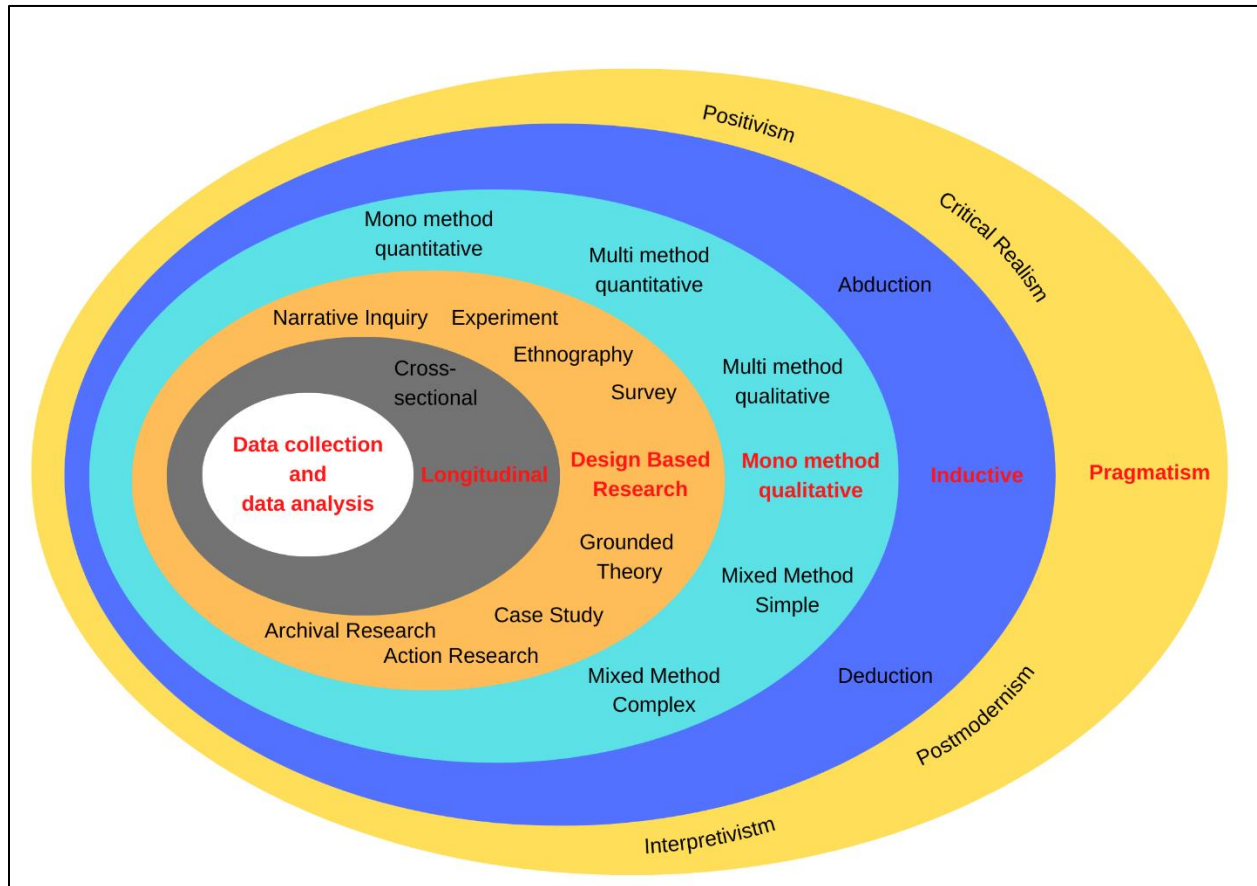 Positivism
Critical Realism
Mono method
quantitative
Multi method
quantitative
Abduction
Narrative Inquiry
Experiment
Ethnography
Cross-
sectional
Survey
Multi method
qualitative
Data collection
and
data analysis
Longitudinal
Design Based
Research
Mono method
qualitative
Inductive
Pragmatism
Grounded
Theory
Mixed Method
Simple
Case Study
Archival Research
Action Research
Mixed Method
Complex
Deduction
Postmodernism
Interpretivistm